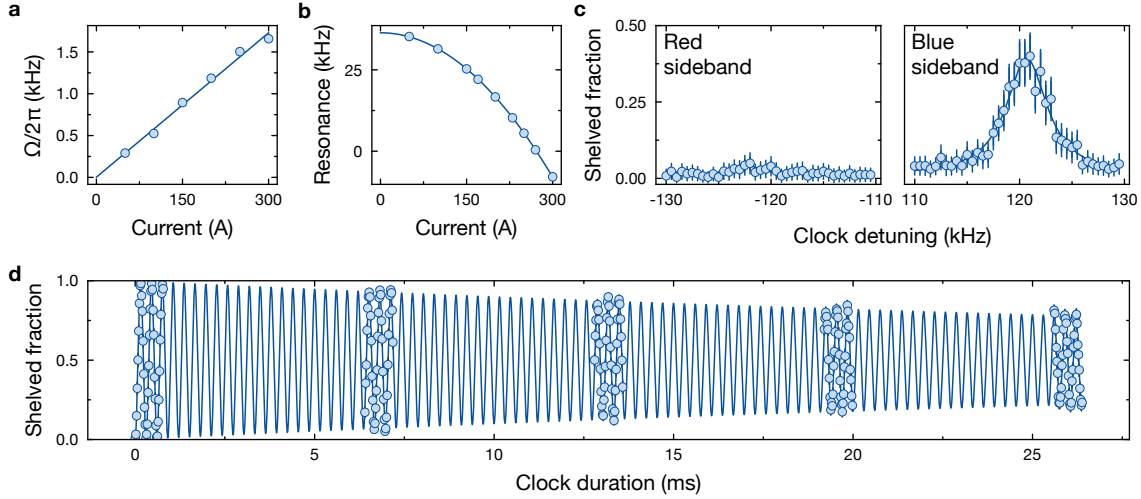 a
Ω/2π (kHz)
1.5
1.0
0.5
0.0
0
150
300
Current (A)
b
Resonance (kHz)
25
0
0
150
300
Current (A)
c
Shelved fraction
0.50
0.25
0.00
Red
sideband
-130
-120
-110
Blue
sideband
110
120
130
Clock detuning (kHz)
d
Shelved fraction
1.0
0.5
0.0
0
5
10
15
20
25
Clock duration (ms)